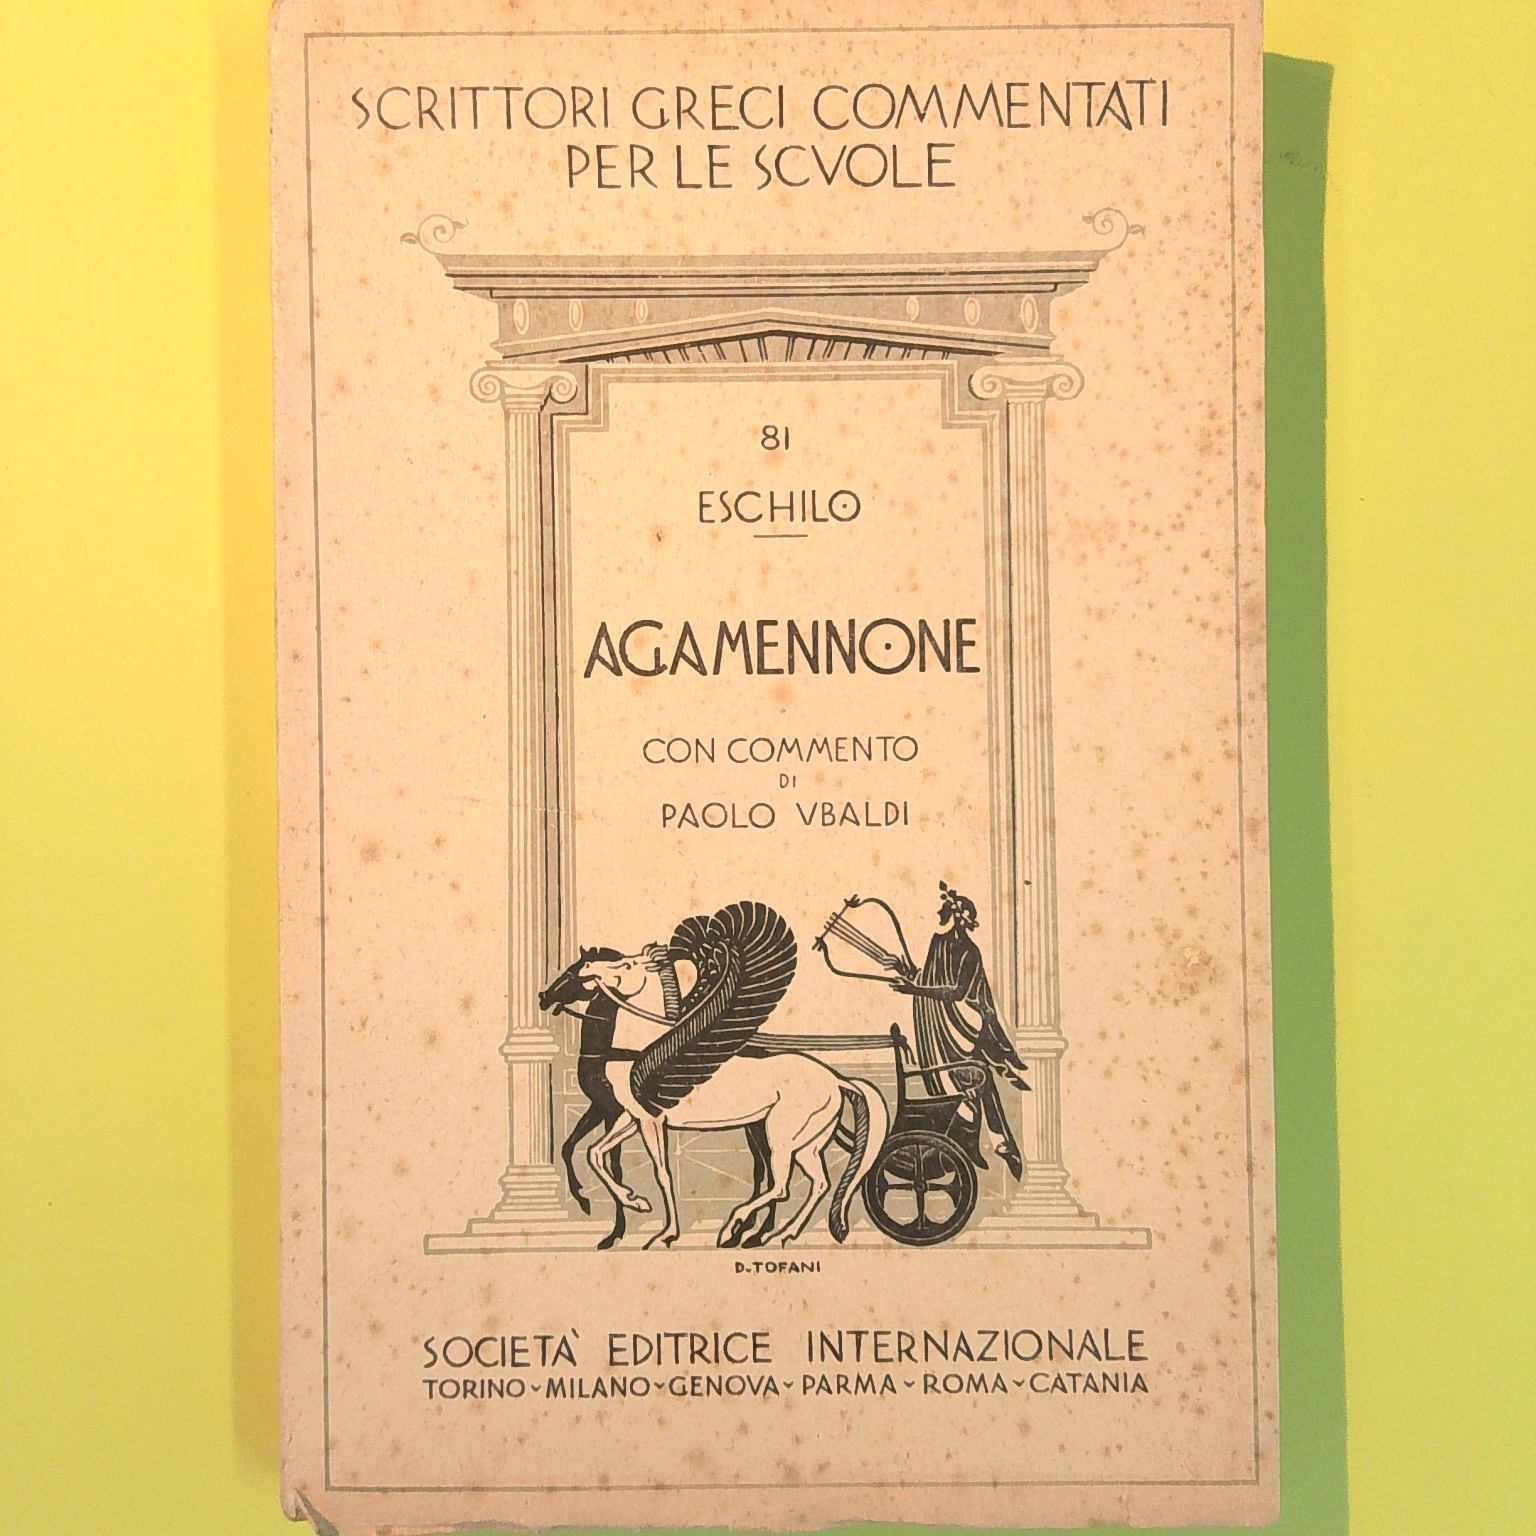 SCRITTORI GRECI COMMENTATI
PER LE SCVOLE
81
ESCHILO
AGAMENNONE
CON COMMENTO
DI
PAOLO VBALDI
D. TOFANI
SOCIETÀ EDITRICE INTERNAZIONALE
TORINO - MILANO - GENOVA - PARMA - ROMA - CATANIA